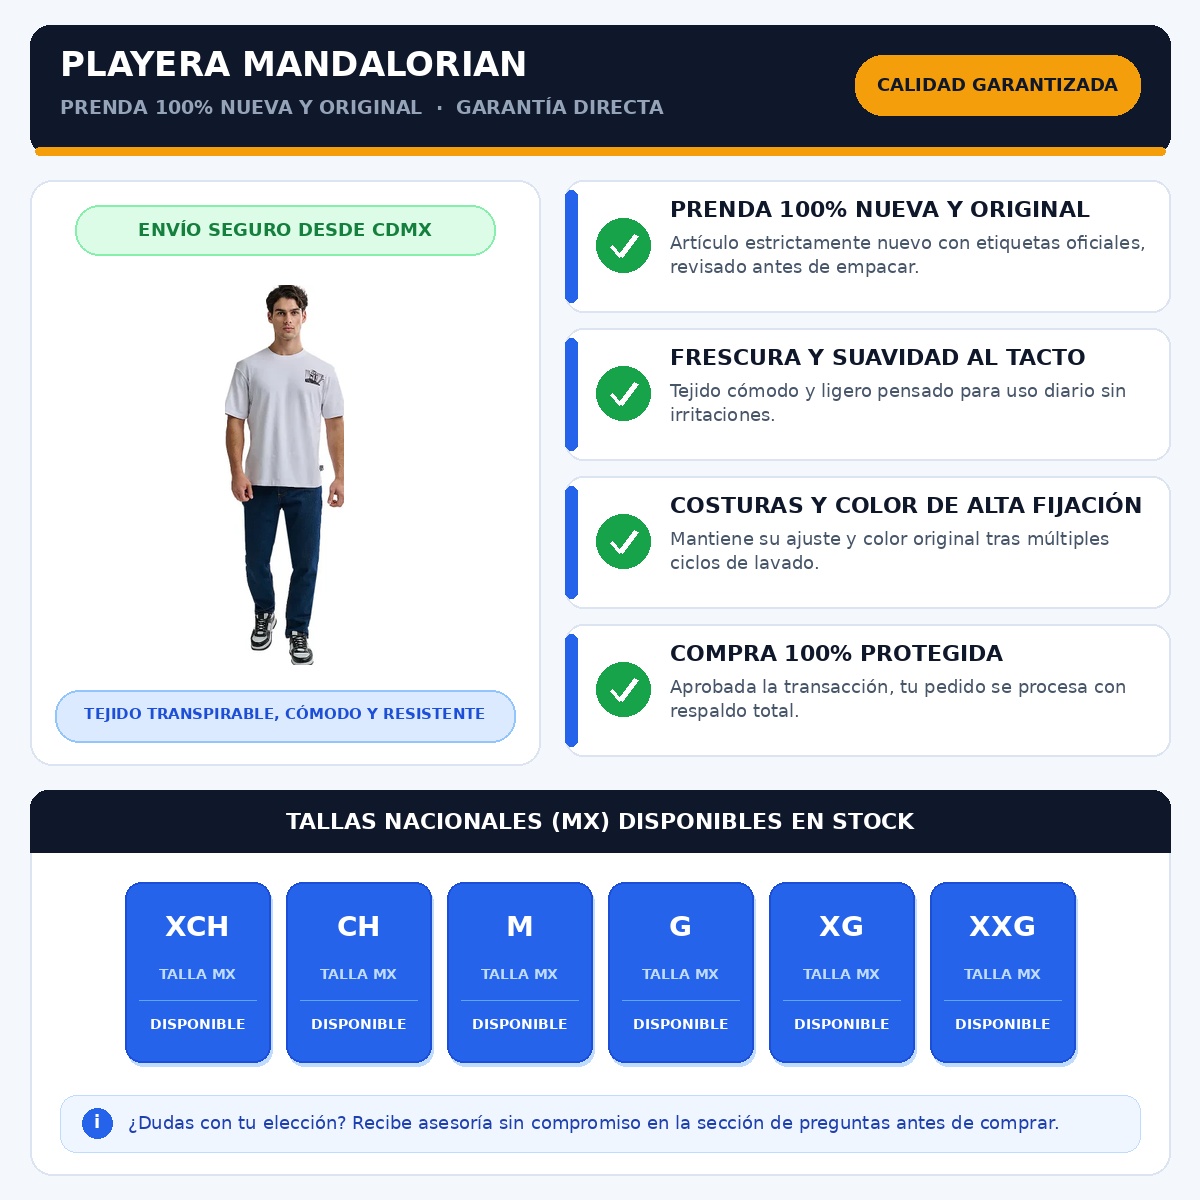 PLAYERA MANDALORIAN
PRENDA 100% NUEVA Y ORIGINAL · GARANTÍA DIRECTA
CALIDAD GARANTIZADA
ENVÍO SEGURO DESDE CDMX
TEJIDO TRANSPIRABLE, CÓMODO Y RESISTENTE
PRENDA 100% NUEVA Y ORIGINAL
Artículo estrictamente nuevo con etiquetas oficiales,
revisado antes de empacar.
FRESCURA Y SUAVIDAD AL TACTO
Tejido cómodo y ligero pensado para uso diario sin
irritaciones.
COSTURAS Y COLOR DE ALTA FIJACIÓN
Mantiene su ajuste y color original tras múltiples
ciclos de lavado.
COMPRA 100% PROTEGIDA
Aprobada la transacción, tu pedido se procesa con
respaldo total.
TALLAS NACIONALES (MX) DISPONIBLES EN STOCK
XCH
TALLA MX
DISPONIBLE
CH
TALLA MX
DISPONIBLE
M
TALLA MX
DISPONIBLE
G
TALLA MX
DISPONIBLE
XG
TALLA MX
DISPONIBLE
XXG
TALLA MX
DISPONIBLE
i
¿Dudas con tu elección? Recibe asesoría sin compromiso en la sección de preguntas antes de comprar.